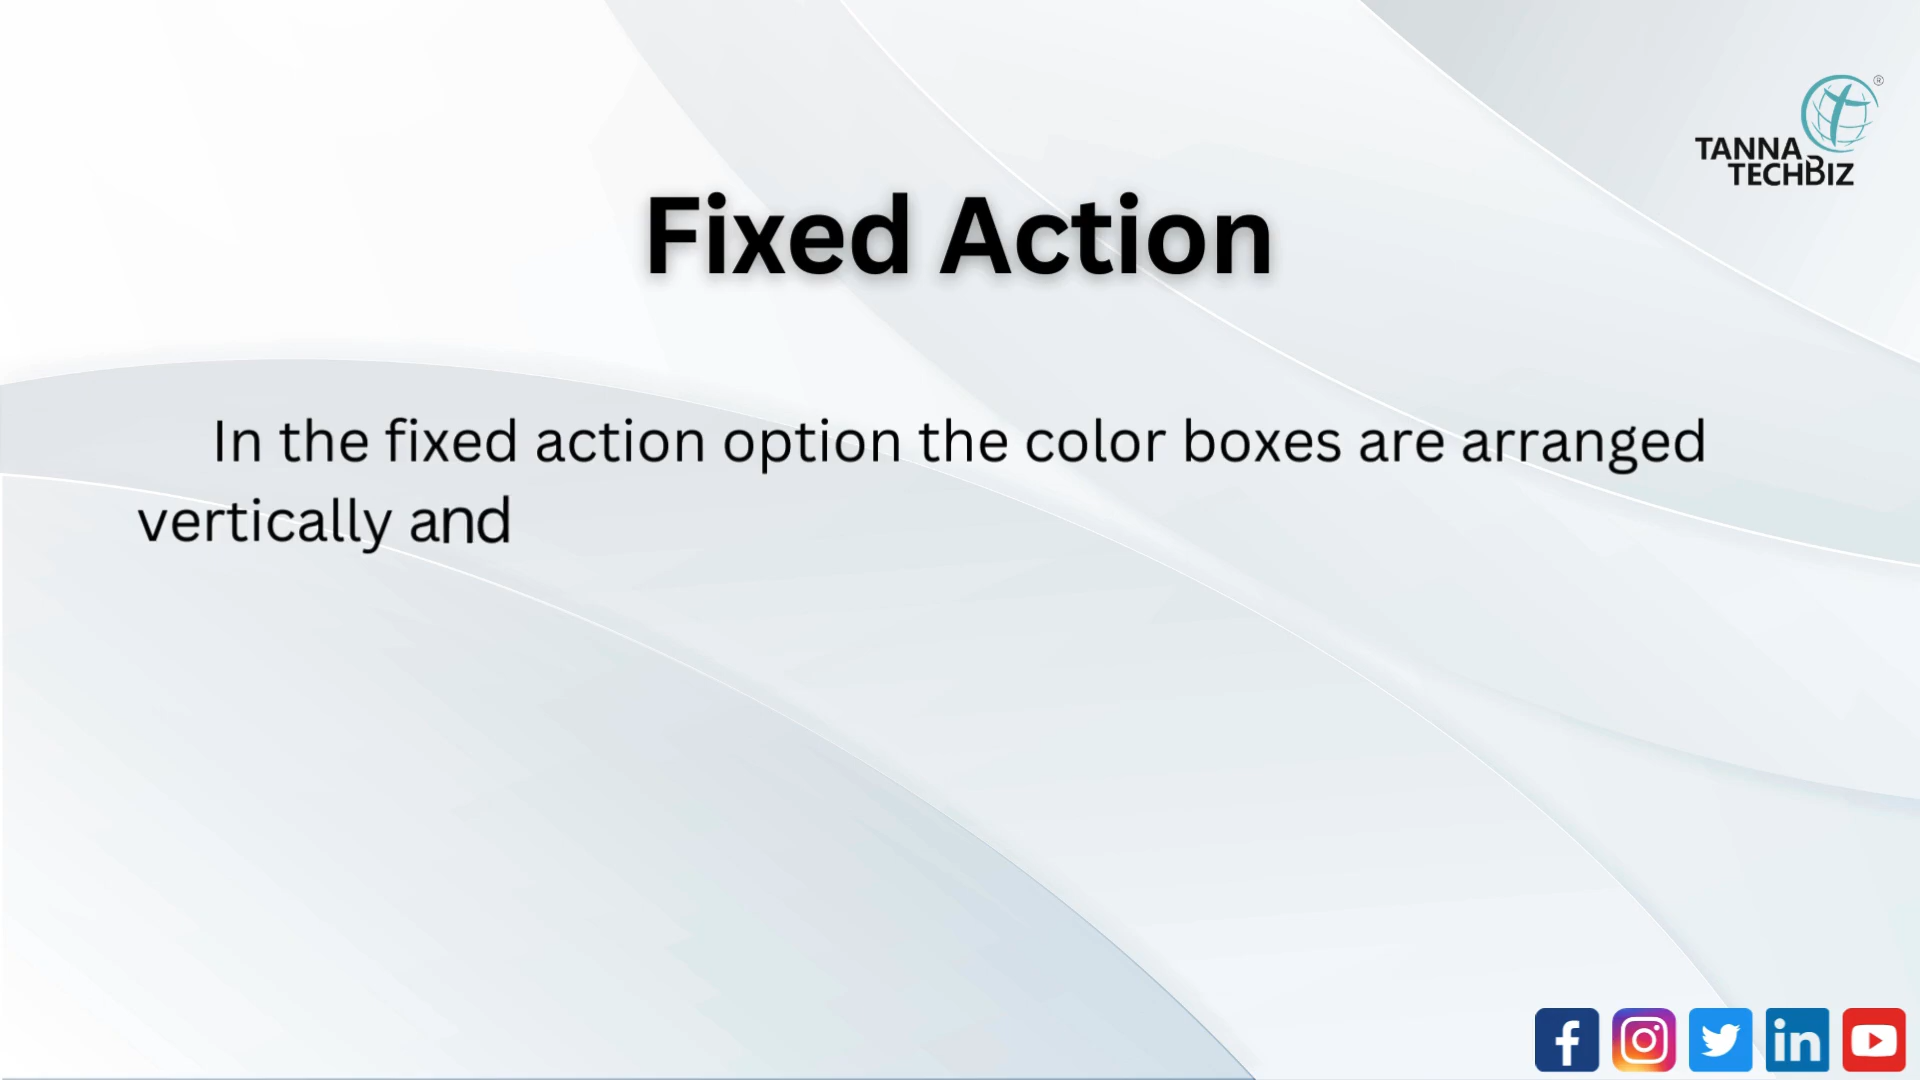 TANNA
TECHBIZ
®
Fixed Action
In the fixed action option the color boxes are arranged
vertically and